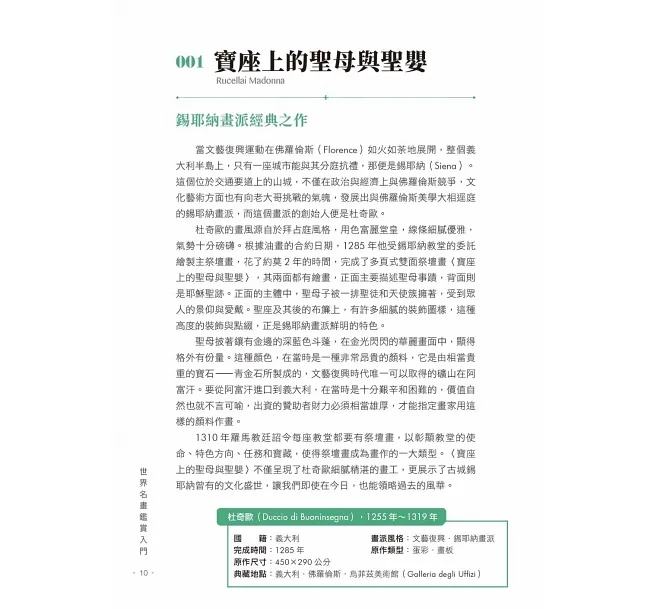 001 寶座上的聖母與聖嬰
Rucellai Madonna
錫耶納畫派經典之作
當文藝復興運動在佛羅倫斯（Florence）如火如荼地展開，整個義
大利半島上，只有一座城市能與其分庭抗禮，那便是錫耶納（Siena）。
這個位於交通要道上的山城，不僅在政治與經濟上與佛羅倫斯競爭，文
化藝術方面也有向老大哥挑戰的氣魄，發展出與佛羅倫斯美學大相逕庭
的錫耶納畫派，而這個畫派的創始人便是杜奇歐。
杜奇歐的畫風源自於拜占庭風格，用色富麗堂皇，線條細膩優雅，
氣勢十分磅礴。根據油畫的合約日期，1285 年他受錫耶納教堂的委託
繪製主祭壇畫，花了約莫 2 年的時間，完成了多頁式雙面祭壇畫〈寶座
上的聖母與聖嬰〉，其兩面都有繪畫，正面主要描述聖母事蹟，背面則
是耶穌聖跡。正面的主體中，聖母子被一排聖徒和天使簇擁著，受到眾
人的景仰與愛戴。聖座及其後的布簾上，有許多細膩的裝飾圖樣，這種
高度的裝飾與點綴，正是錫耶納畫派鮮明的特色。
聖母披著鑲有金邊的深藍色斗蓬，在金光閃閃的華麗畫面中，顯得
格外有份量。這種顏色，在當時是一種非常昂貴的顏料，它是由相當貴
重的寶石——青金石所製成的，文藝復興時代唯一可以取得的礦山在阿
富汗。要從阿富汗進口到義大利，在當時是十分艱辛和困難的，價值自
然也就不言可喻，出資的贊助者財力必須相當雄厚，才能指定畫家用這
樣的顏料作畫。
1310 年羅馬教廷詔令每座教堂都要有祭壇畫，以彰顯教堂的使
命、特色方向、任務和寶藏，使得祭壇畫成為畫作的一大類型。〈寶座
上的聖母與聖嬰〉不僅呈現了杜奇歐細膩精湛的畫工，更展示了古城錫
耶納曾有的文化盛世，讓我們即使在今日，也能領略過去的風華。
世界名畫鑑賞入門
· 10 ·
杜奇歐（Duccio di Buoninsegna），1255 年～1319 年
國　　籍：義大利
畫派風格：文藝復興．錫耶納畫派
完成時間：1285 年
原作類型：蛋彩．畫板
原作尺寸：450×290 公分
典藏地點：義大利．佛羅倫斯．烏菲茲美術館（Galleria degli Uffizi）